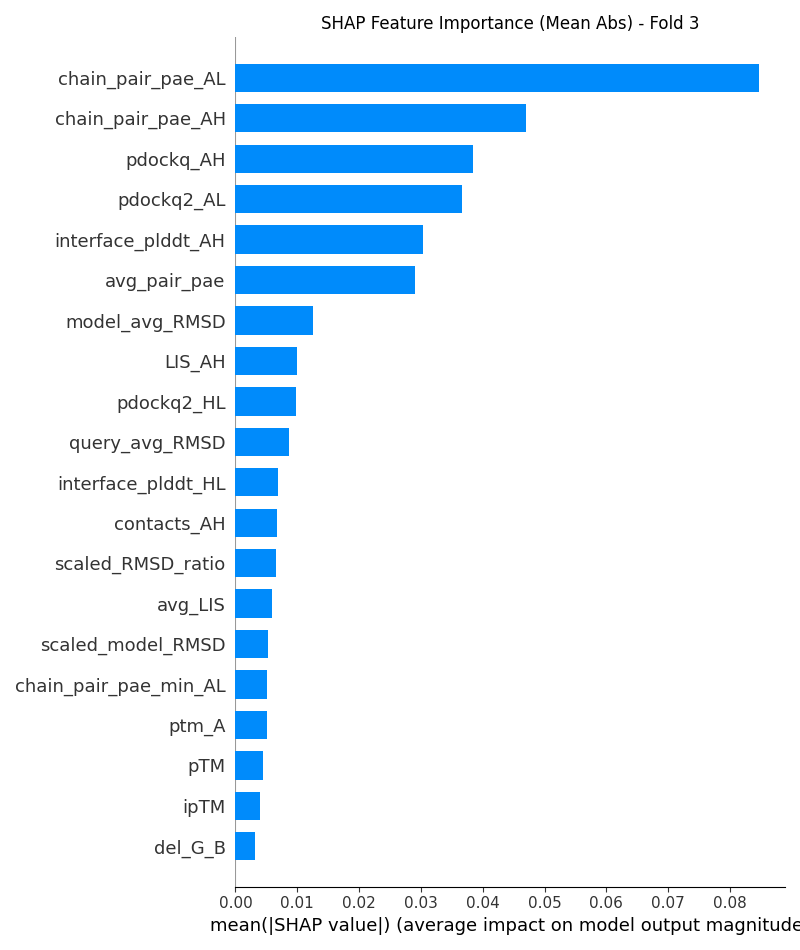 SHAP Feature Importance (Mean Abs) - Fold 3
chain_pair_pae_AL
chain_pair_pae_AH
pdockq_AH
pdockq2_AL
interface_plddt_AH
avg_pair_pae
model_avg_RMSD
LIS_AH
pdockq2_HL
query_avg_RMSD
interface_plddt_HL
contacts_AH
scaled_RMSD_ratio
avg_LIS
scaled_model_RMSD
chain_pair_pae_min_AL
ptm_A
pTM
ipTM
del_G_B
0.00 0.01 0.02 0.03 0.04 0.05 0.06 0.07 0.08
mean(|SHAP value|) (average impact on model output magnitude